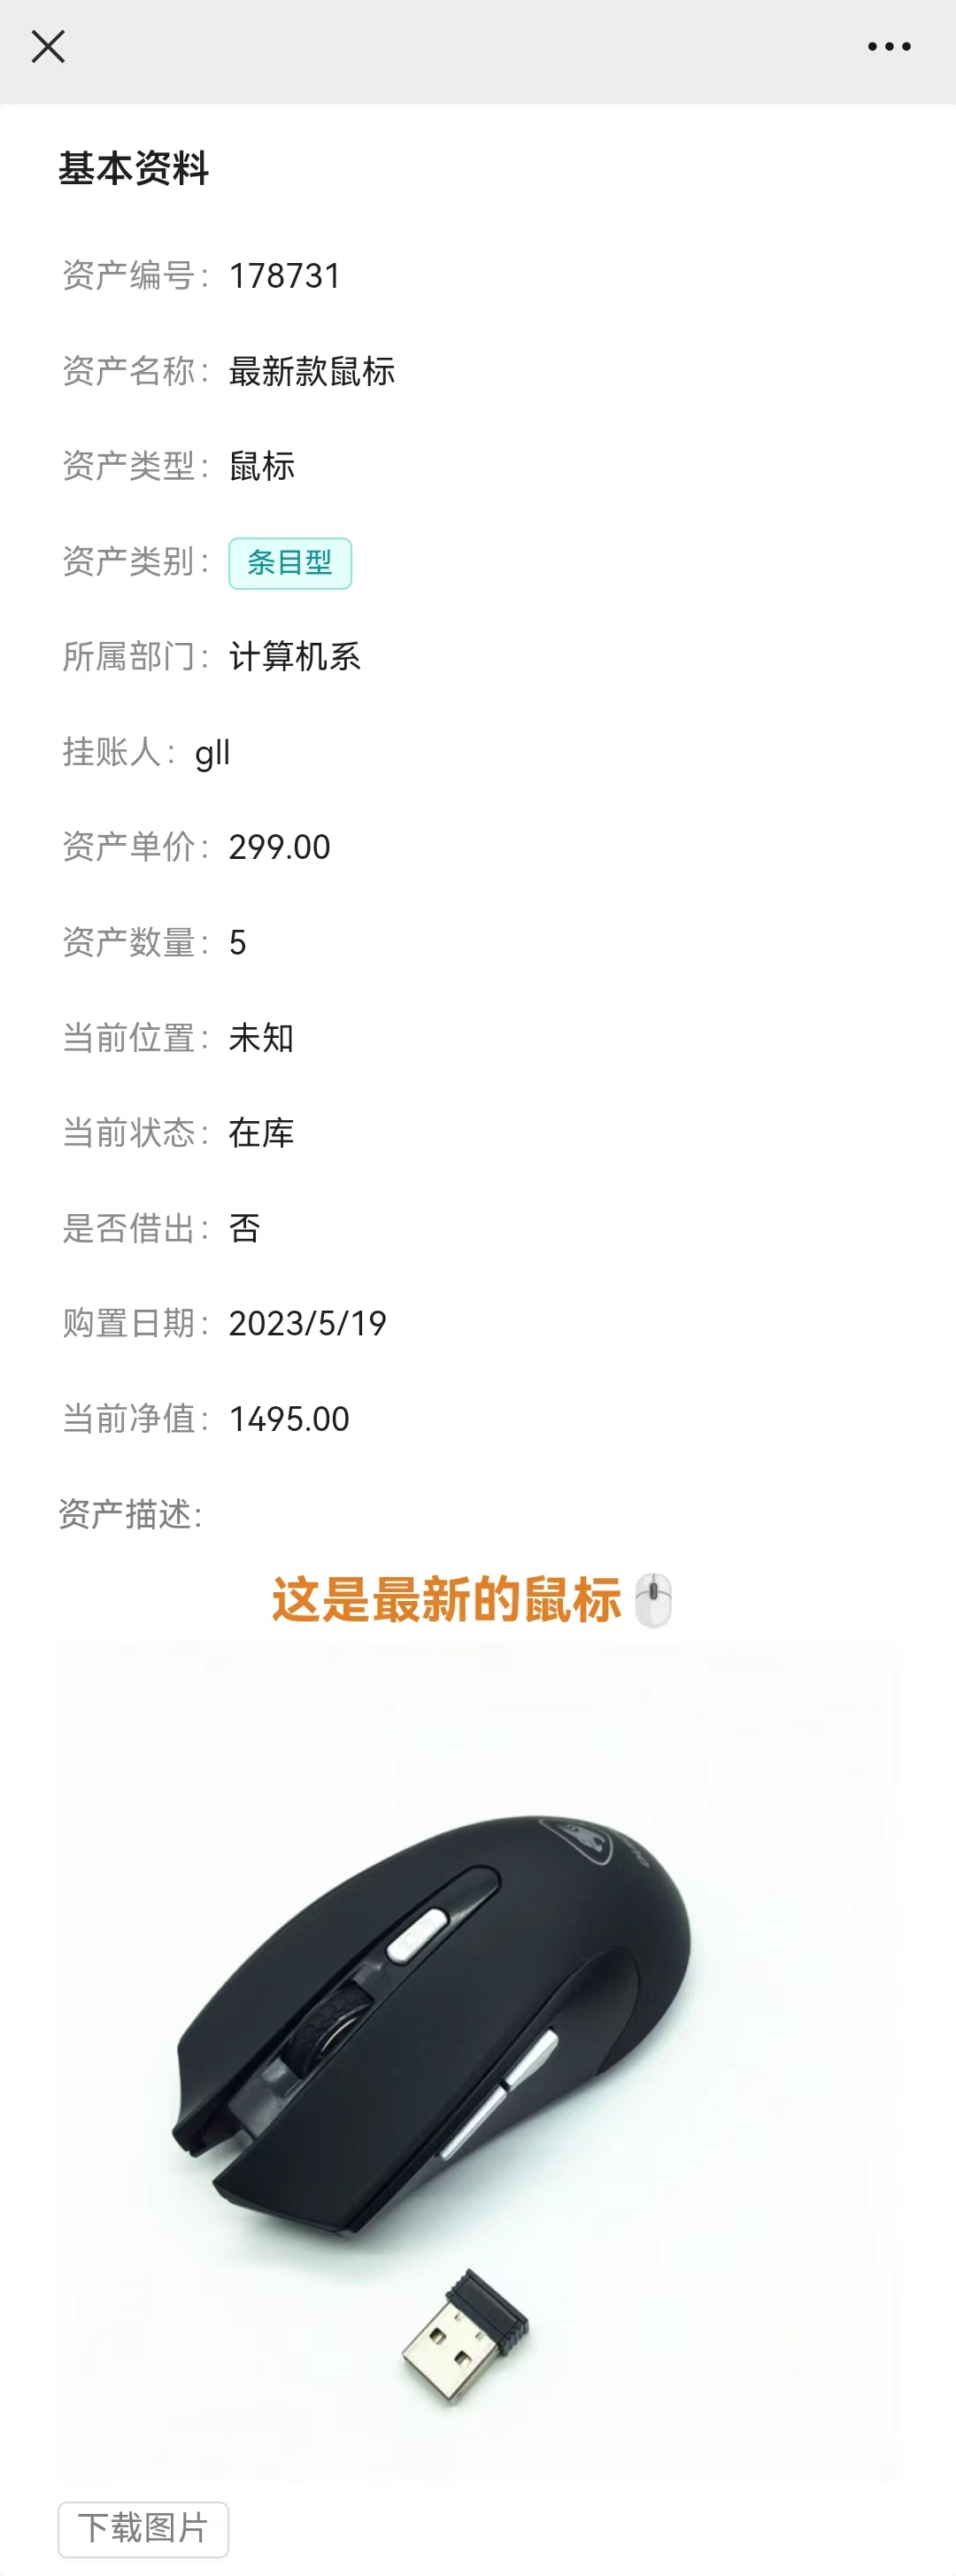 基本资料
资产编号：178731
资产名称：最新款鼠标
资产类型：鼠标
资产类别：条目型
所属部门：计算机系
挂账人：gll
资产单价：299.00
资产数量：5
当前位置：未知
当前状态：在库
是否借出：否
购置日期：2023/5/19
当前净值：1495.00
资产描述：
这是最新的鼠标🖱️
下载图片